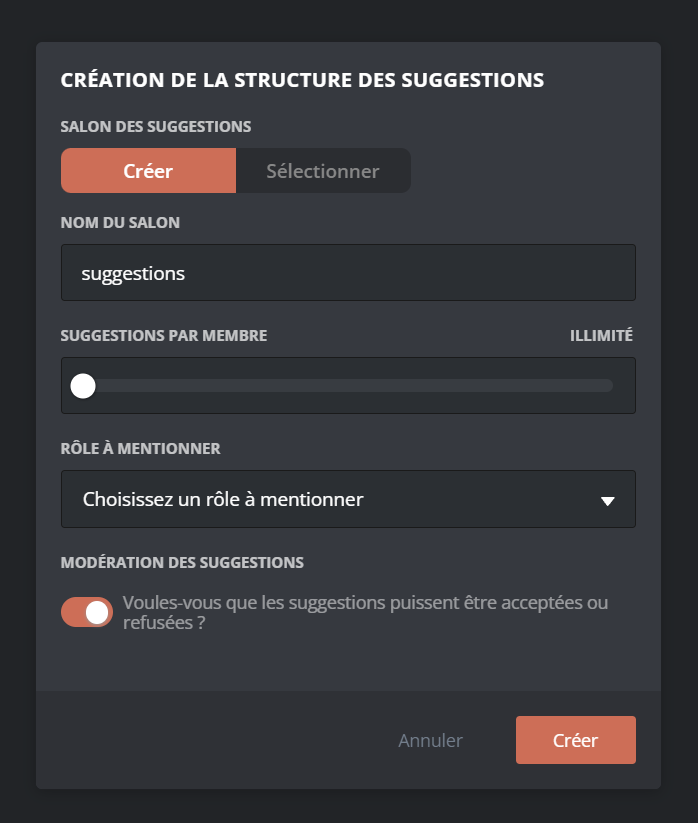 CRÉATION DE LA STRUCTURE DES SUGGESTIONS
SALON DES SUGGESTIONS
Créer Sélectionner
NOM DU SALON
suggestions
SUGGESTIONS PAR MEMBRE ILLIMITÉ
RÔLE À MENTIONNER
Choisissez un rôle à mentionner
MODÉRATION DES SUGGESTIONS
Voules-vous que les suggestions puissent être acceptées ou
refusées ?
Annuler Créer